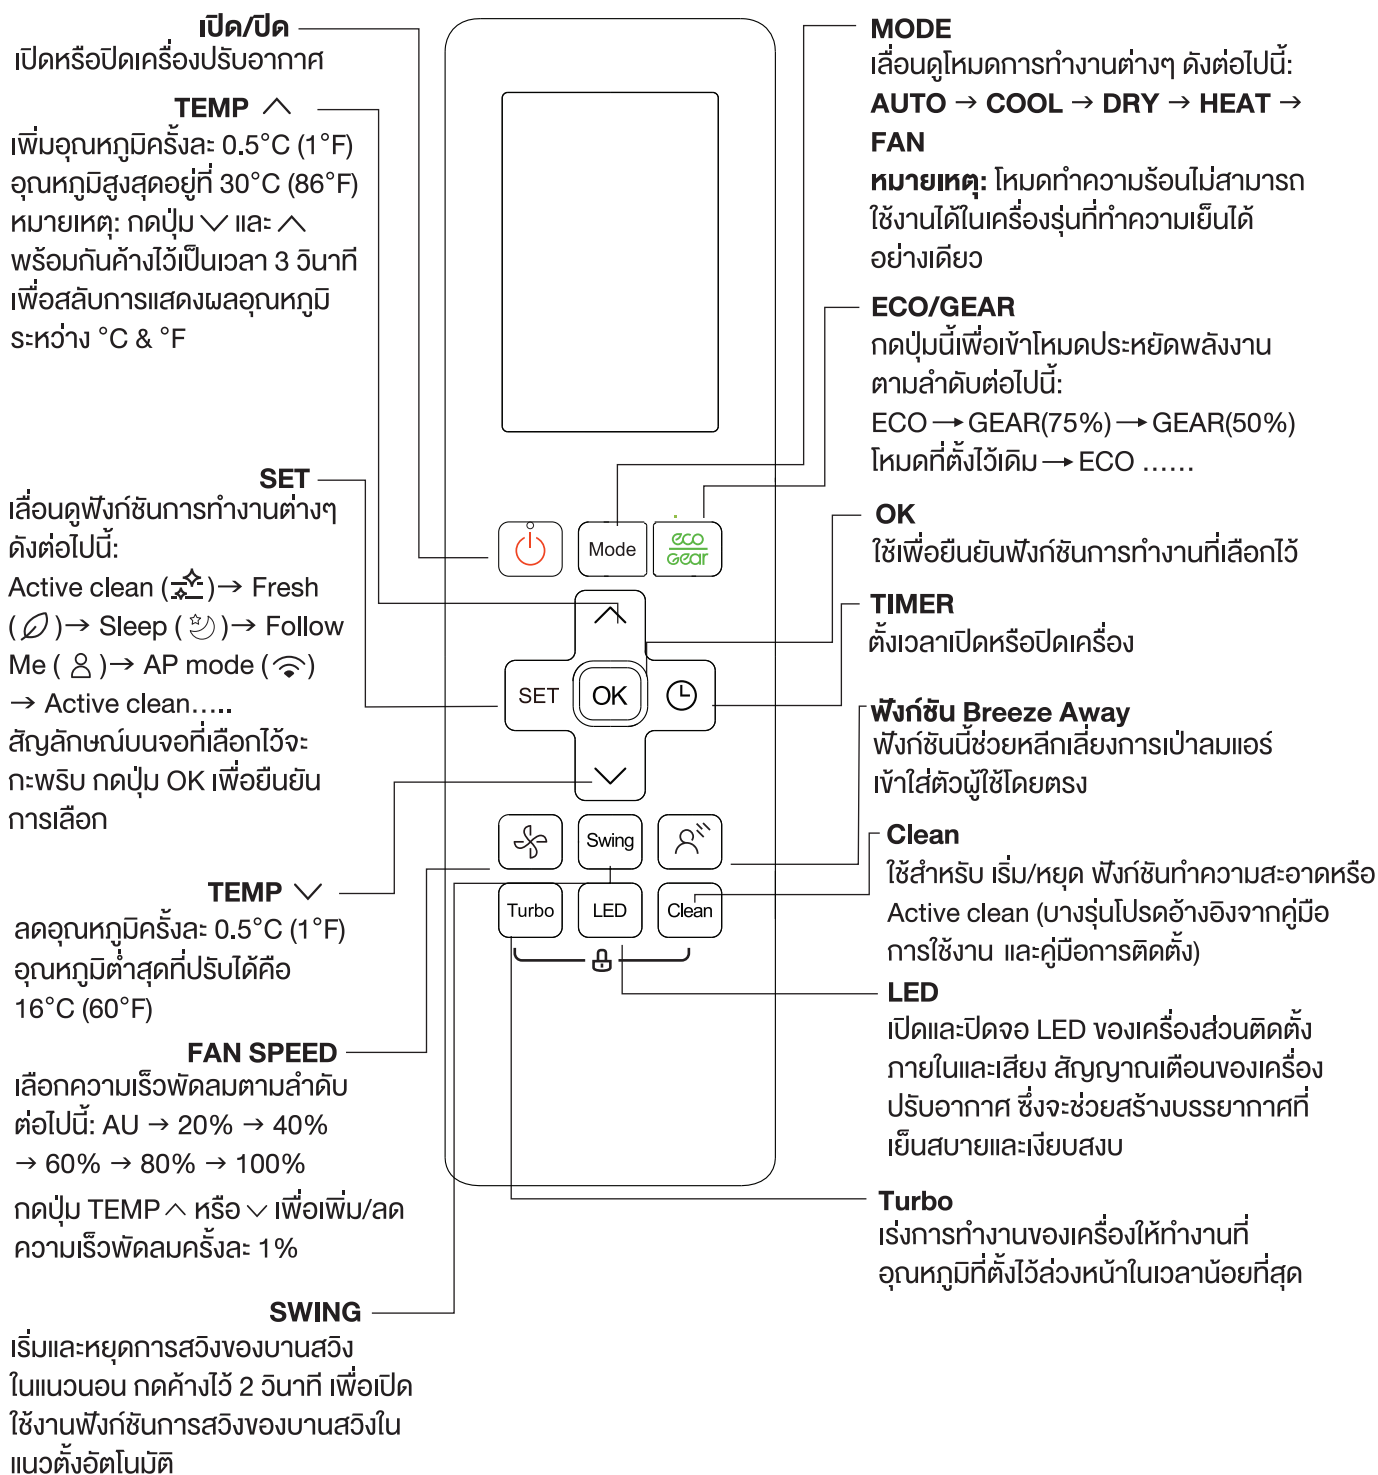 เปิด/ปิด
เปิดหรือปิดเครื่องปรับอากาศ
TEMP
เพิ่มอุณหภูมิครั้งละ 0.5°C (1°F)
อุณหภูมิสูงสุดอยู่ที่ 30°C (86°F)
หมายเหตุ: กดปุ่ม และ
พร้อมกันค้างไว้เป็นเวลา 3 วินาที
เพื่อสลับการแสดงผลอุณหภูมิ
ระหว่าง °C & °F
SET
เลื่อนดูฟังก์ชันการทำงานต่างๆ
ดังต่อไปนี้:
Active clean ( )→ Fresh
( )→ Sleep ( )→ Follow
Me ( )→ AP mode ( )
→ Active clean…..
สัญลักษณ์บนจอที่เลือกไว้จะ
กะพริบ กดปุ่ม OK เพื่อยืนยัน
การเลือก
TEMP
ลดอุณหภูมิครั้งละ 0.5°C (1°F)
อุณหภูมิต่ำสุดที่ปรับได้คือ
16°C (60°F)
FAN SPEED
เลือกความเร็วพัดลมตามลำดับ
ต่อไปนี้: AU → 20% → 40%
→ 60% → 80% → 100%
กดปุ่ม TEMP หรือ เพื่อเพิ่ม/ลด
ความเร็วพัดลมครั้งละ 1%
SWING
เริ่มและหยุดการสวิงของบานสวิง
ในแนวนอน กดค้างไว้ 2 วินาที เพื่อเปิด
ใช้งานฟังก์ชันการสวิงของบานสวิงใน
แนวตั้งอัตโนมัติ
Mode
eco
Gear
SET
OK
Swing
Turbo
LED
Clean
MODE
เลื่อนดูโหมดการทำงานต่างๆ ดังต่อไปนี้:
AUTO → COOL → DRY → HEAT →
FAN
หมายเหตุ: โหมดทำความร้อนไม่สามารถ
ใช้งานได้ในเครื่องรุ่นที่ทำความเย็นได้
อย่างเดียว
ECO/GEAR
กดปุ่มนี้เพื่อเข้าโหมดประหยัดพลังงาน
ตามลำดับต่อไปนี้:
ECO → GEAR(75%) → GEAR(50%)
โหมดที่ตั้งไว้เดิม → ECO ……
OK
ใช้เพื่อยืนยันฟังก์ชันการทำงานที่เลือกไว้
TIMER
ตั้งเวลาเปิดหรือปิดเครื่อง
ฟังก์ชัน Breeze Away
ฟังก์ชันนี้ช่วยหลีกเลี่ยงการเป่าลมแอร์
เข้าใส่ตัวผู้ใช้โดยตรง
Clean
ใช้สำหรับ เริ่ม/หยุด ฟังก์ชันทำความสะอาดหรือ
Active clean (บางรุ่นโปรดอ้างอิงจากคู่มือ
การใช้งาน และคู่มือการติดตั้ง)
LED
เปิดและปิดจอ LED ของเครื่องส่วนติดตั้ง
ภายในและเสียง สัญญาณเตือนของเครื่อง
ปรับอากาศ ซึ่งจะช่วยสร้างบรรยากาศที่
เย็นสบายและเงียบสงบ
Turbo
เร่งการทำงานของเครื่องให้ทำงานที่
อุณหภูมิที่ตั้งไว้ล่วงหน้าในเวลาน้อยที่สุด